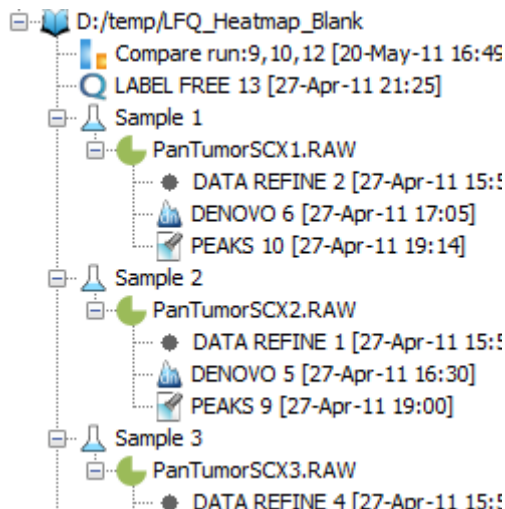 D:/temp/LFQ_Heatmap_Blank
Compare run:9,10,12 [20-May-11 16:49
LABEL FREE 13 [27-Apr-11 21:25]
Sample 1
PanTumorSCX1.RAW
DATA REFINE 2 [27-Apr-11 15:5
DENOVO 6 [27-Apr-11 17:05]
PEAKS 10 [27-Apr-11 19:14]
Sample 2
PanTumorSCX2.RAW
DATA REFINE 1 [27-Apr-11 15:5
DENOVO 5 [27-Apr-11 16:30]
PEAKS 9 [27-Apr-11 19:00]
Sample 3
PanTumorSCX3.RAW
DATA REFINE 4 [27-Apr-11 15:5